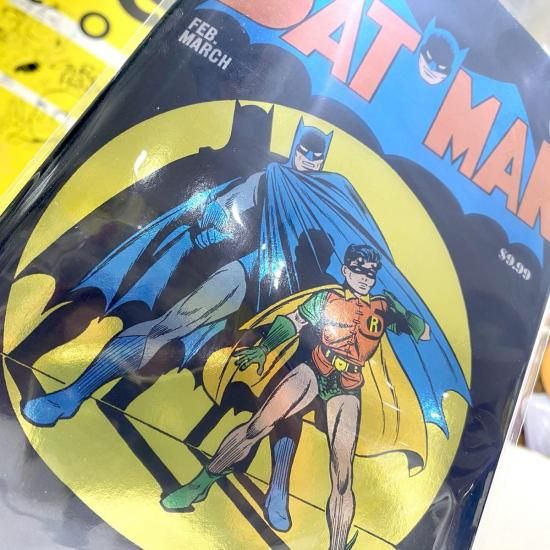 FEB.
MARCH
BATMAN
$9.99
R